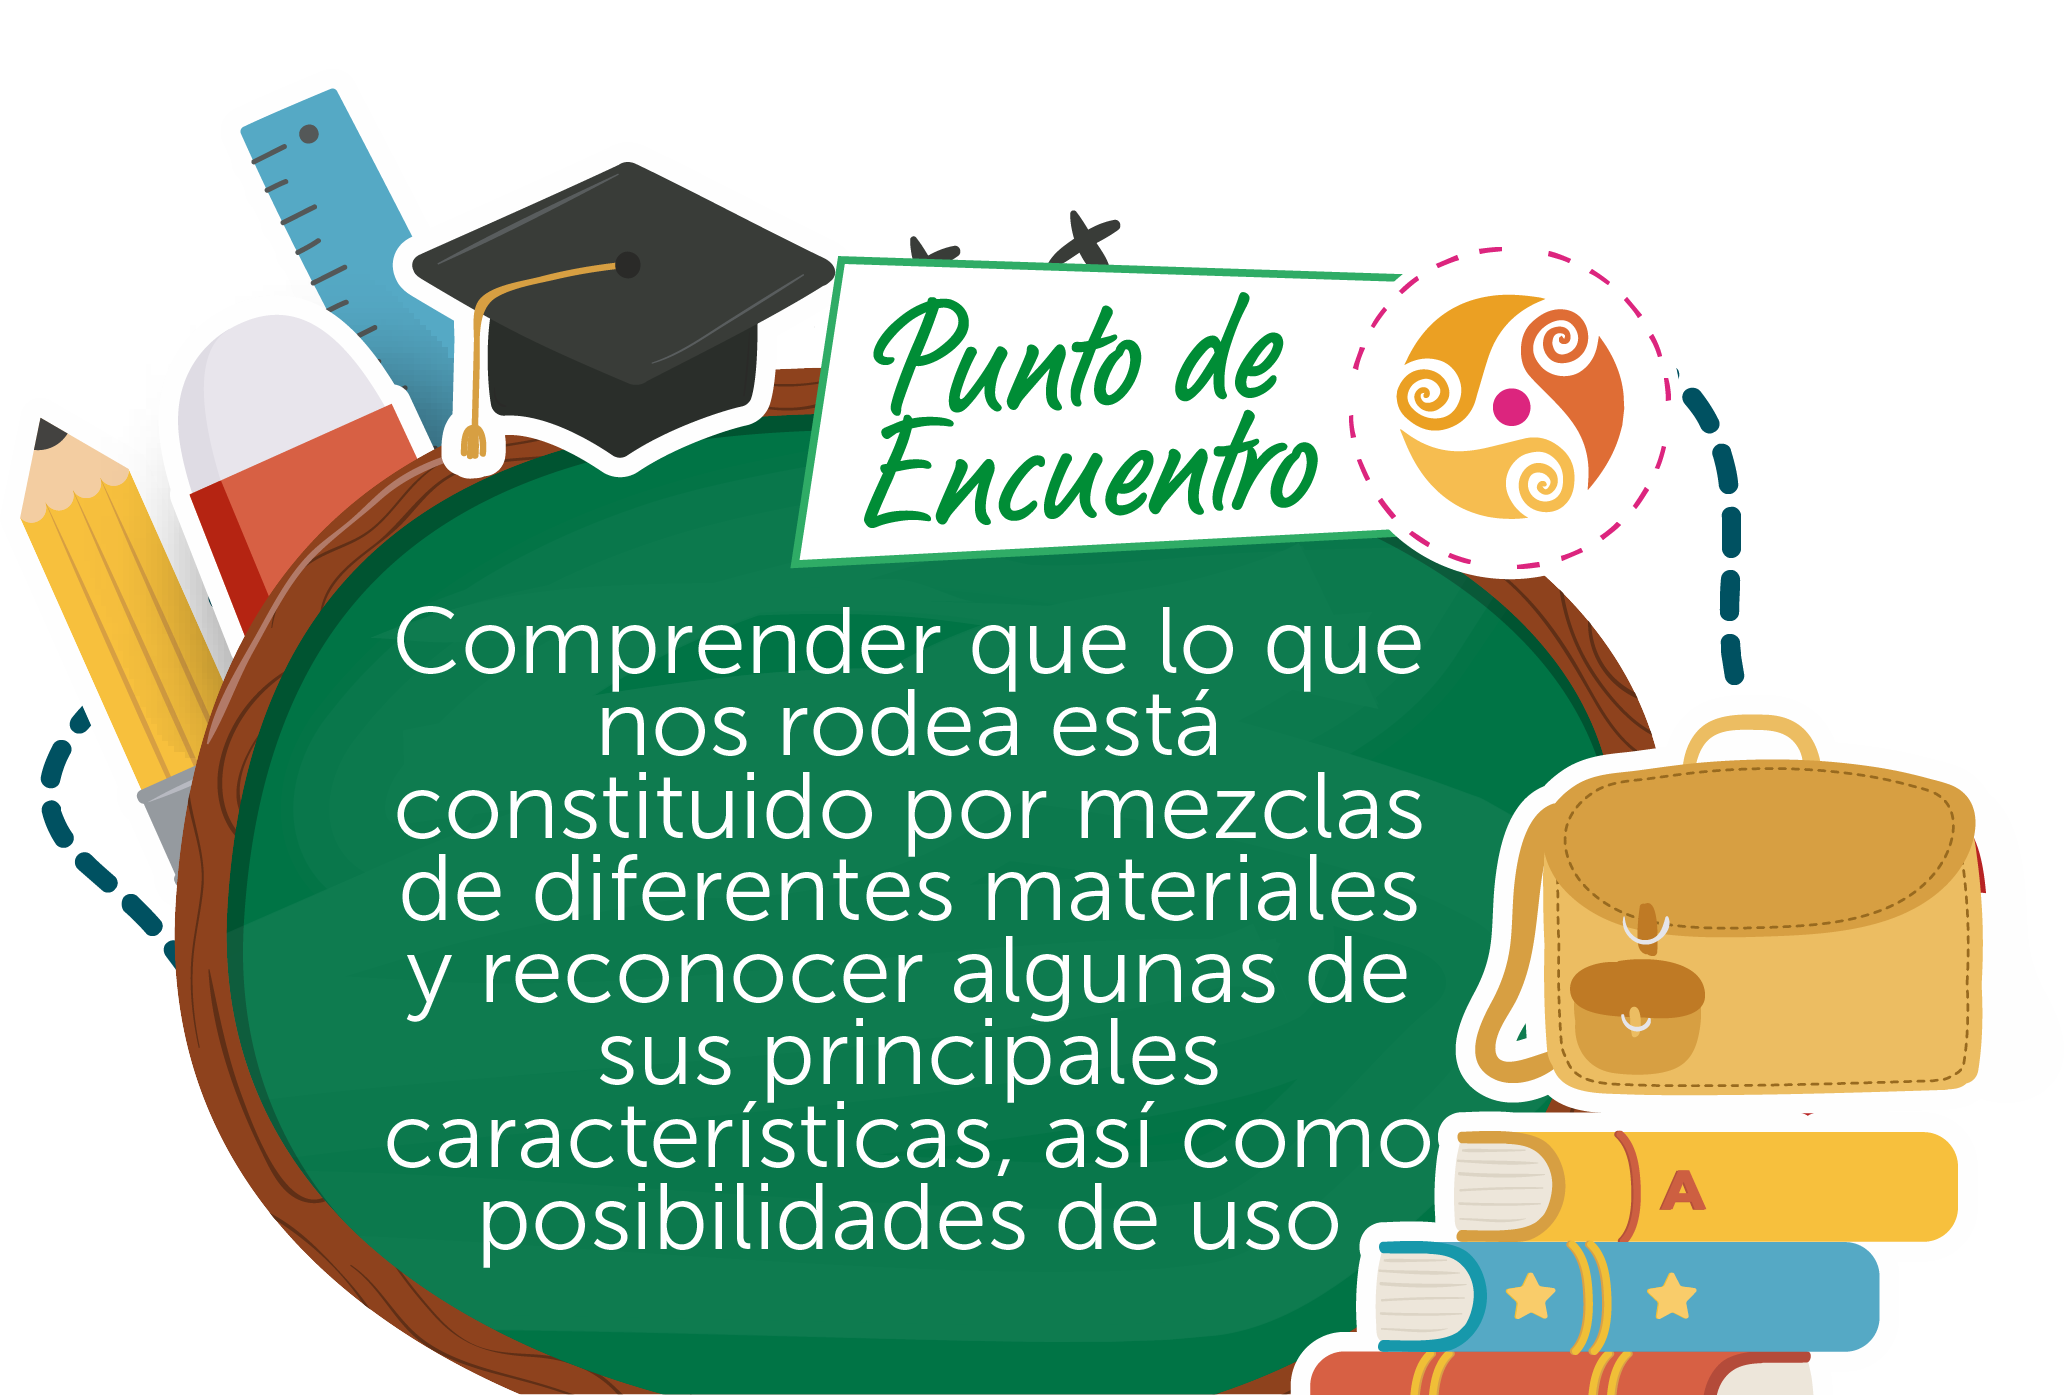 Punto de
Encuentro
Comprender que lo que
nos rodea está
constituido por mezclas
de diferentes materiales
y reconocer algunas de
sus principales
características, así como
posibilidades de uso
A